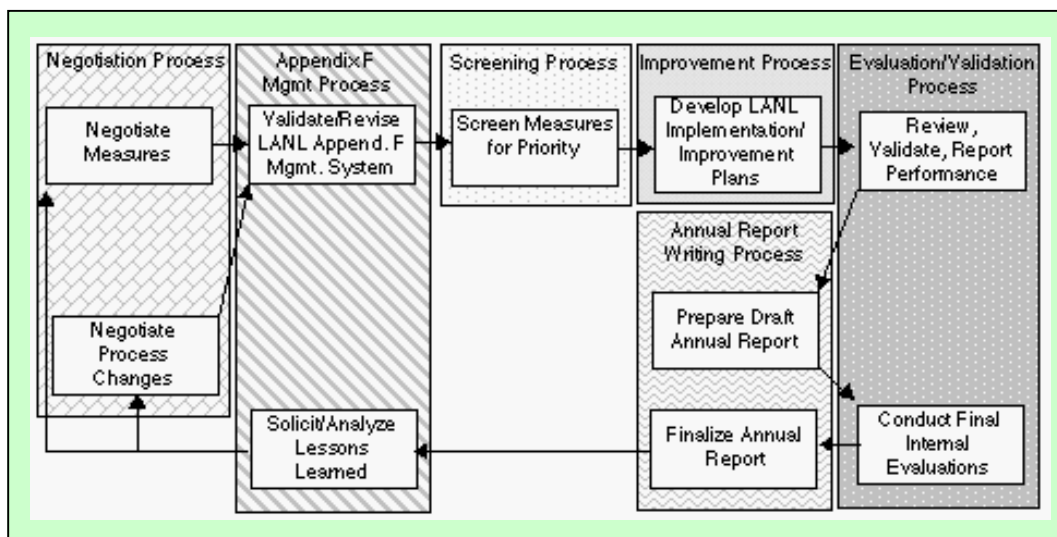 Negotiation Process
Negotiate
Measures
Negotiate
Process
Changes
Appendix F
Mgmt Process
Validate/Revise
LANL Append. F
Mgmt. System
Solicit/Analyze
Lessons
Learned
Screening Process
Screen Measures
for Priority
Improvement Process
Develop LANL
Implementation/
Improvement
Plans
Annual Report
Writing Process
Prepare Draft
Annual Report
Finalize Annual
Report
Evaluation/Validation
Process
Review,
Validate, Report
Performance
Conduct Final
Internal
Evaluations